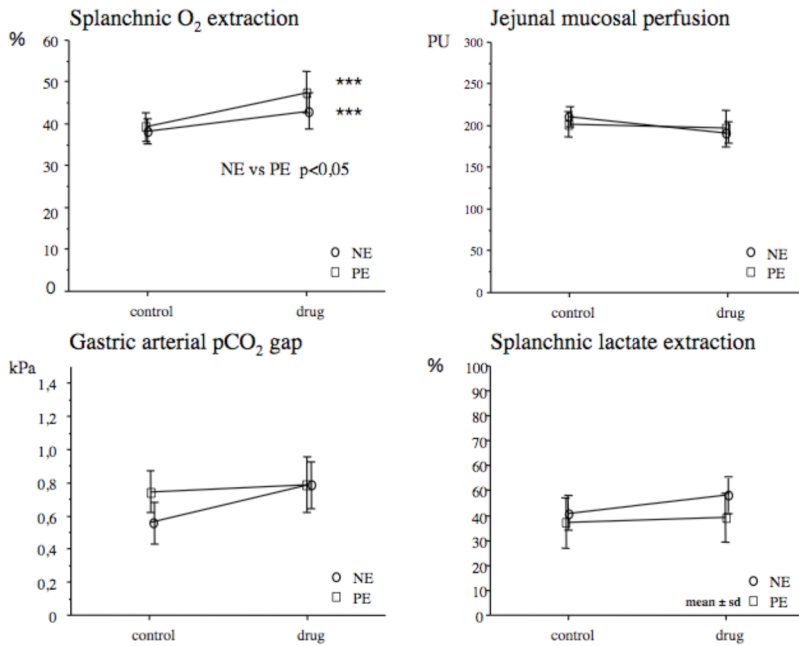 Splanchnic O₂ extraction
%
60
50
40
30
20
10
0
***
***
NE vs PE p<0,05
NE
PE
control drug
Jejunal mucosal perfusion
PU
300
250
200
150
100
50
0
NE
PE
control drug
Gastric arterial pCO₂ gap
kPa
1,4
1,2
1,0
0,8
0,6
0,4
0,2
0
NE
PE
control drug
Splanchnic lactate extraction
%
100
90
80
70
60
50
40
30
20
10
0
NE
mean ± sd PE
control drug